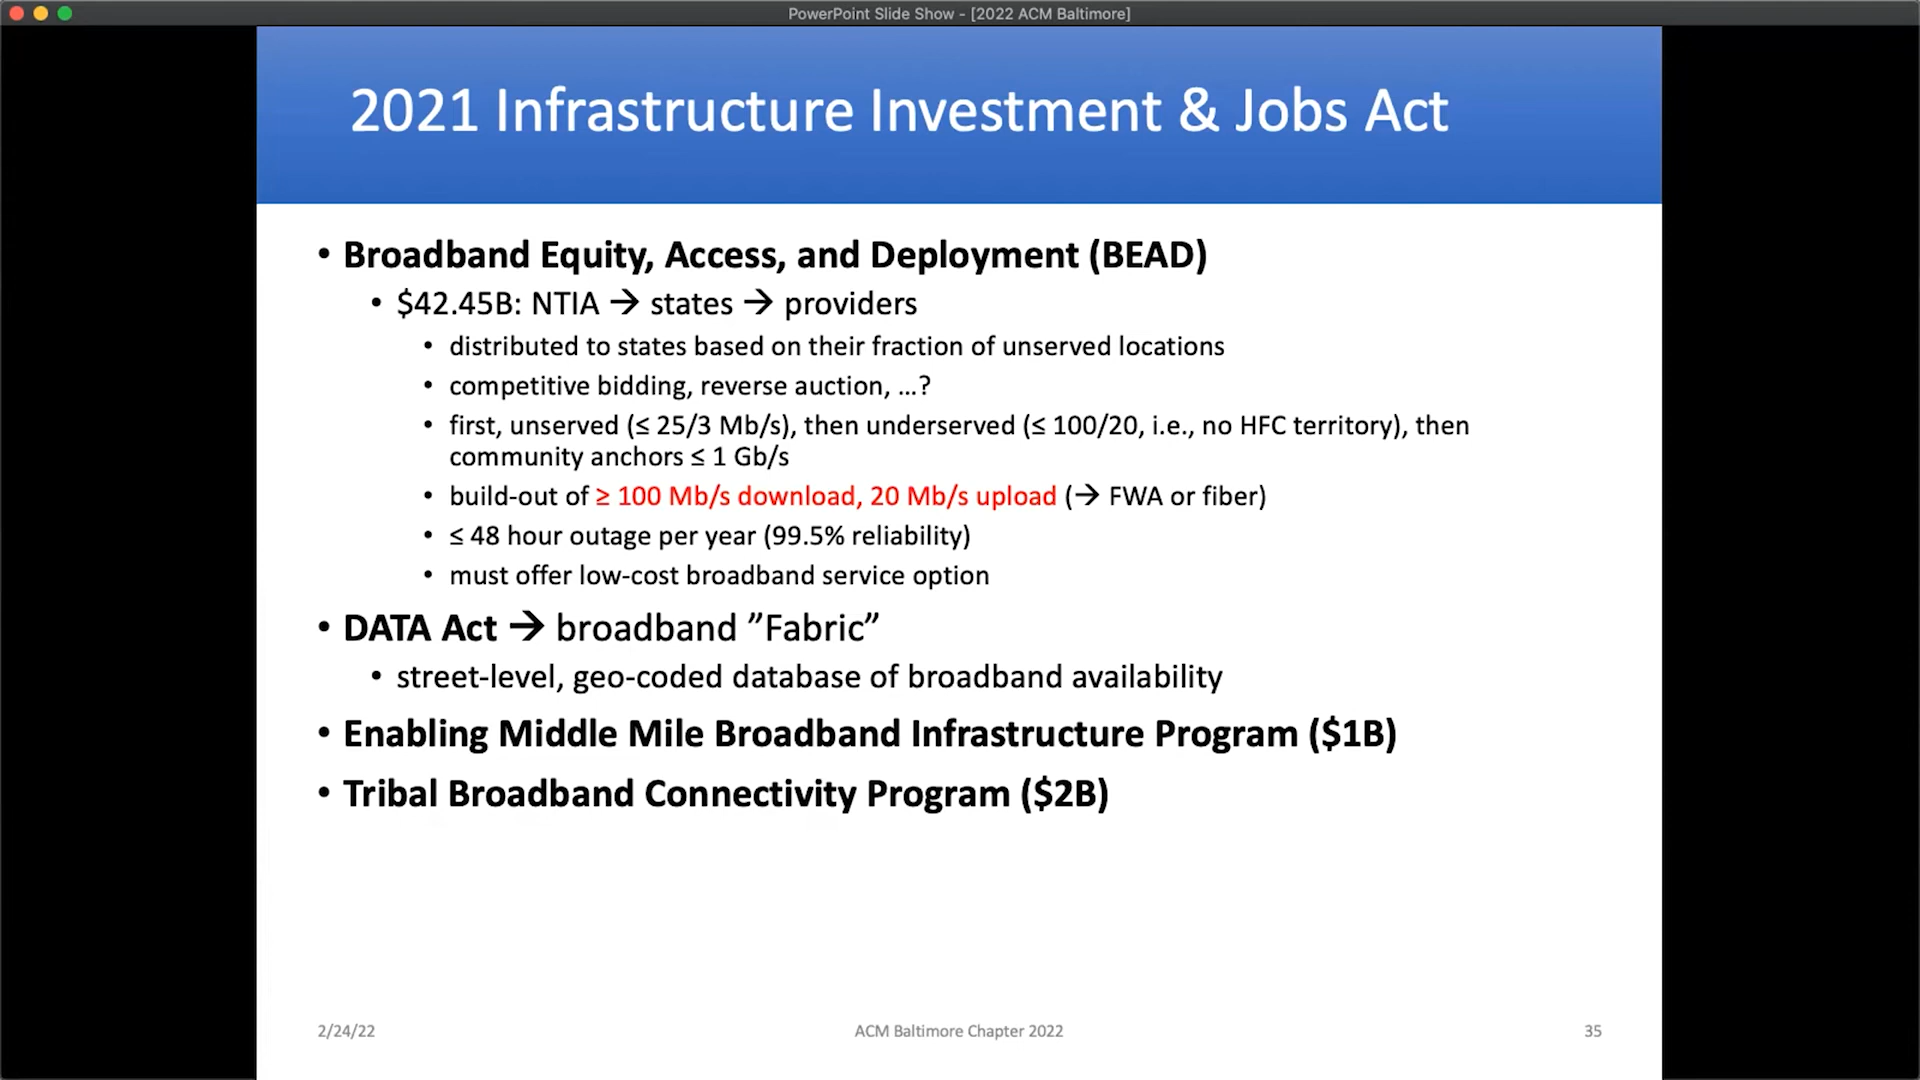 PowerPoint Slide Show - [2022 ACM Baltimore]
2021 Infrastructure Investment & Jobs Act
• Broadband Equity, Access, and Deployment (BEAD)
• $42.45B: NTIA → states → providers
• distributed to states based on their fraction of unserved locations
• competitive bidding, reverse auction, ...?
• first, unserved (≤ 25/3 Mb/s), then underserved (≤ 100/20, i.e., no HFC territory), then
community anchors ≤ 1 Gb/s
• build-out of ≥ 100 Mb/s download, 20 Mb/s upload (→ FWA or fiber)
• ≤ 48 hour outage per year (99.5% reliability)
• must offer low-cost broadband service option
• DATA Act → broadband ”Fabric”
• street-level, geo-coded database of broadband availability
• Enabling Middle Mile Broadband Infrastructure Program ($1B)
• Tribal Broadband Connectivity Program ($2B)
2/24/22
ACM Baltimore Chapter 2022
35